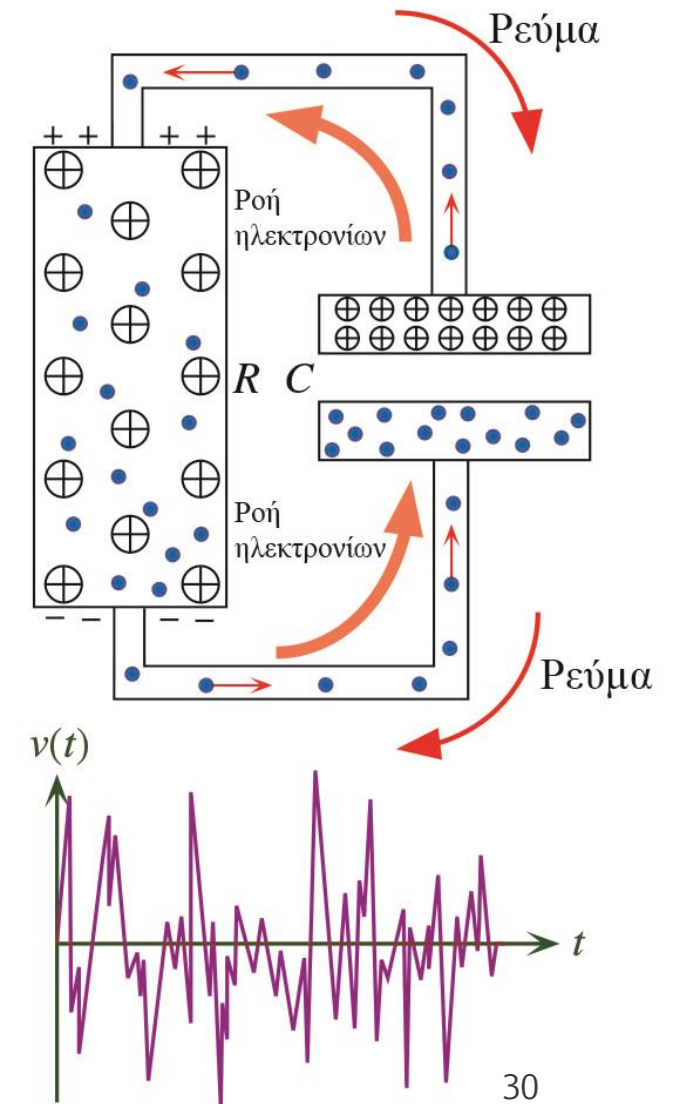 Ρεύμα
+ + + +
Ροή
ηλεκτρονίων
R C
Ροή
ηλεκτρονίων
− − − −
Ρεύμα
v(t)
t
30